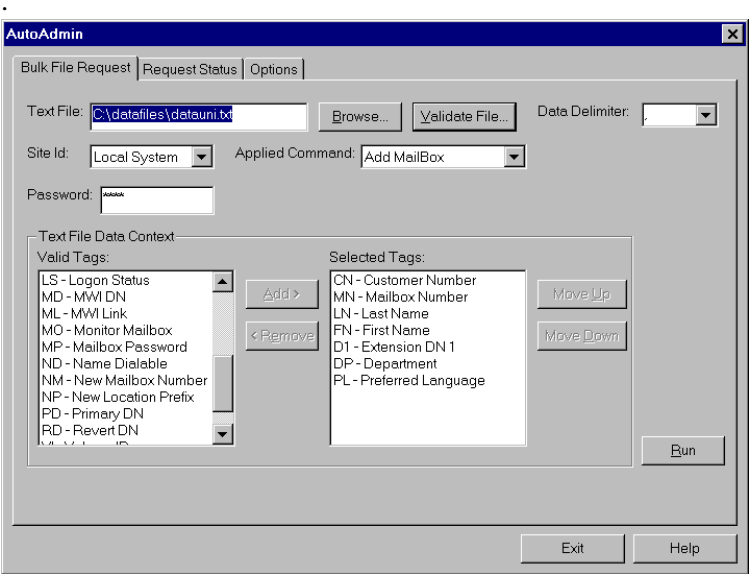 .
AutoAdmin
Bulk File Request Request Status Options
Text File: C:\datafiles\datauni.txt Browse... Validate File... Data Delimiter: ,
Site Id: Local System Applied Command: Add MailBox
Password: ****
Text File Data Context
Valid Tags: Selected Tags:
LS - Logon Status CN - Customer Number
MD - MWI DN MN - Mailbox Number
ML - MWI Link LN - Last Name
MO - Monitor Mailbox FN - First Name
MP - Mailbox Password D1 - Extension DN 1
ND - Name Dialable DP - Department
NM - New Mailbox Number PL - Preferred Language
NP - New Location Prefix
PD - Primary DN
RD - Revert DN
Add > Move Up
< Remove Move Down
Run
Exit Help